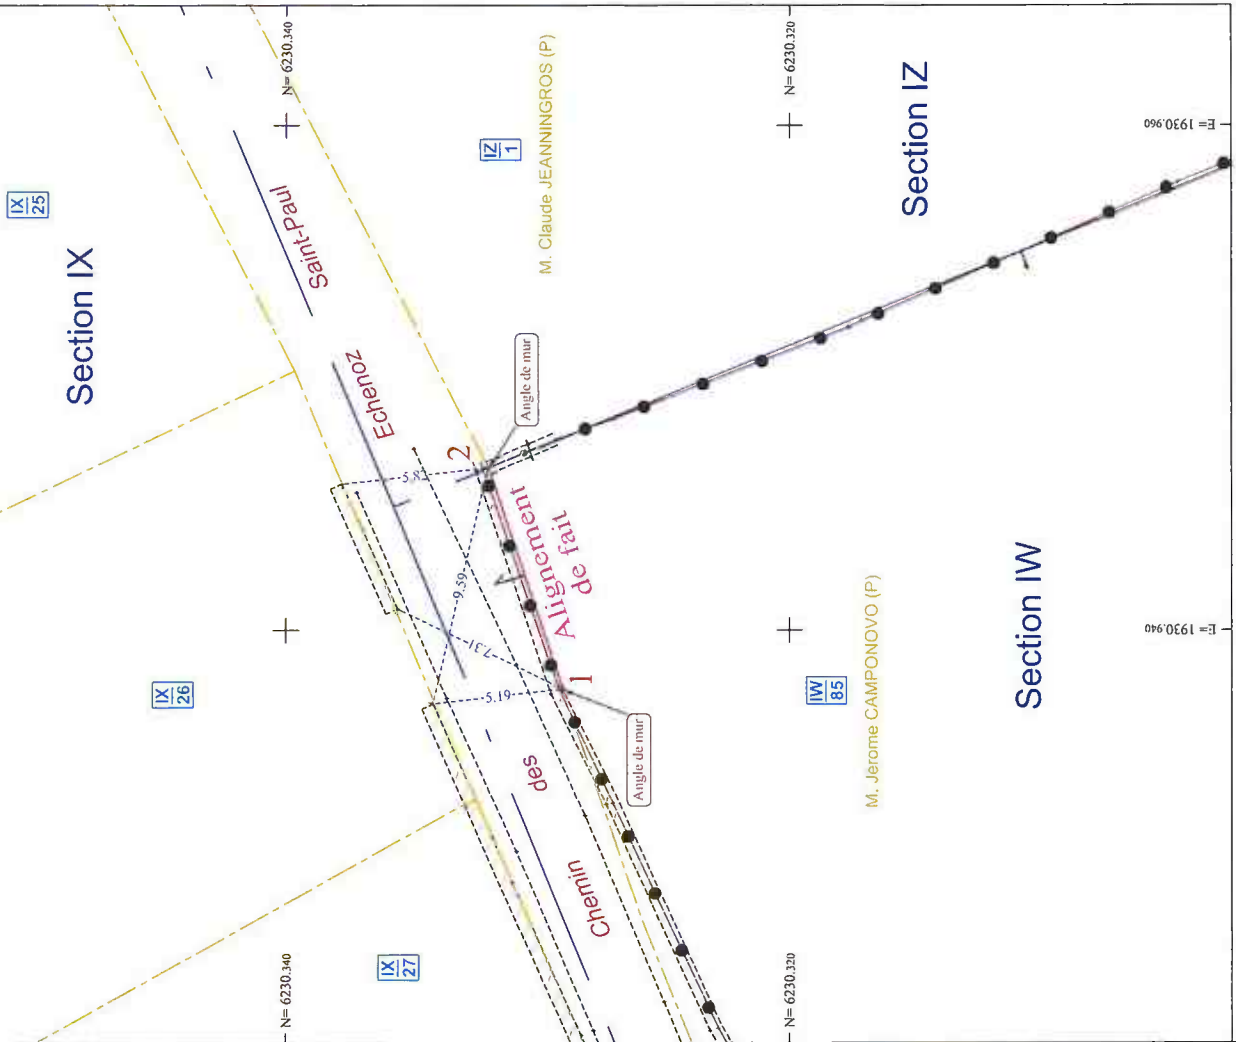 N= 6230.340
N= 6230.320
IX
25
Section IX
IZ
1
M. Claude JEANNINGROS (P)
Section IZ
E= 1930.960
Saint-Paul
Echenoz
Angle de mur
2
5.82
9.59
7.31
5.19
Alignement
de fait
1
Angle de mur
IX
26
IW
85
M. Jerome CAMPONOVO (P)
Section IW
E= 1930.940
des
Chemin
IX
27
N= 6230.340
N= 6230.320